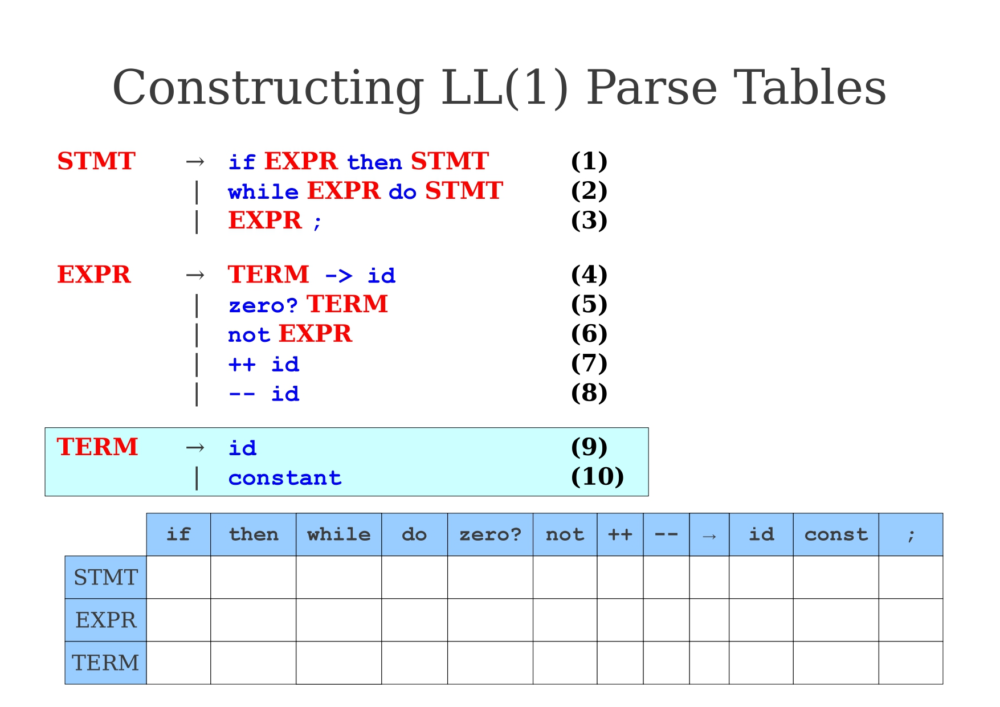 Constructing LL(1) Parse Tables
STMT → if EXPR then STMT (1)
| while EXPR do STMT (2)
| EXPR ; (3)
EXPR → TERM -> id (4)
| zero? TERM (5)
| not EXPR (6)
| ++ id (7)
| -- id (8)
TERM → id (9)
| constant (10)
if then while do zero? not ++ -- → id const ;
STMT
EXPR
TERM